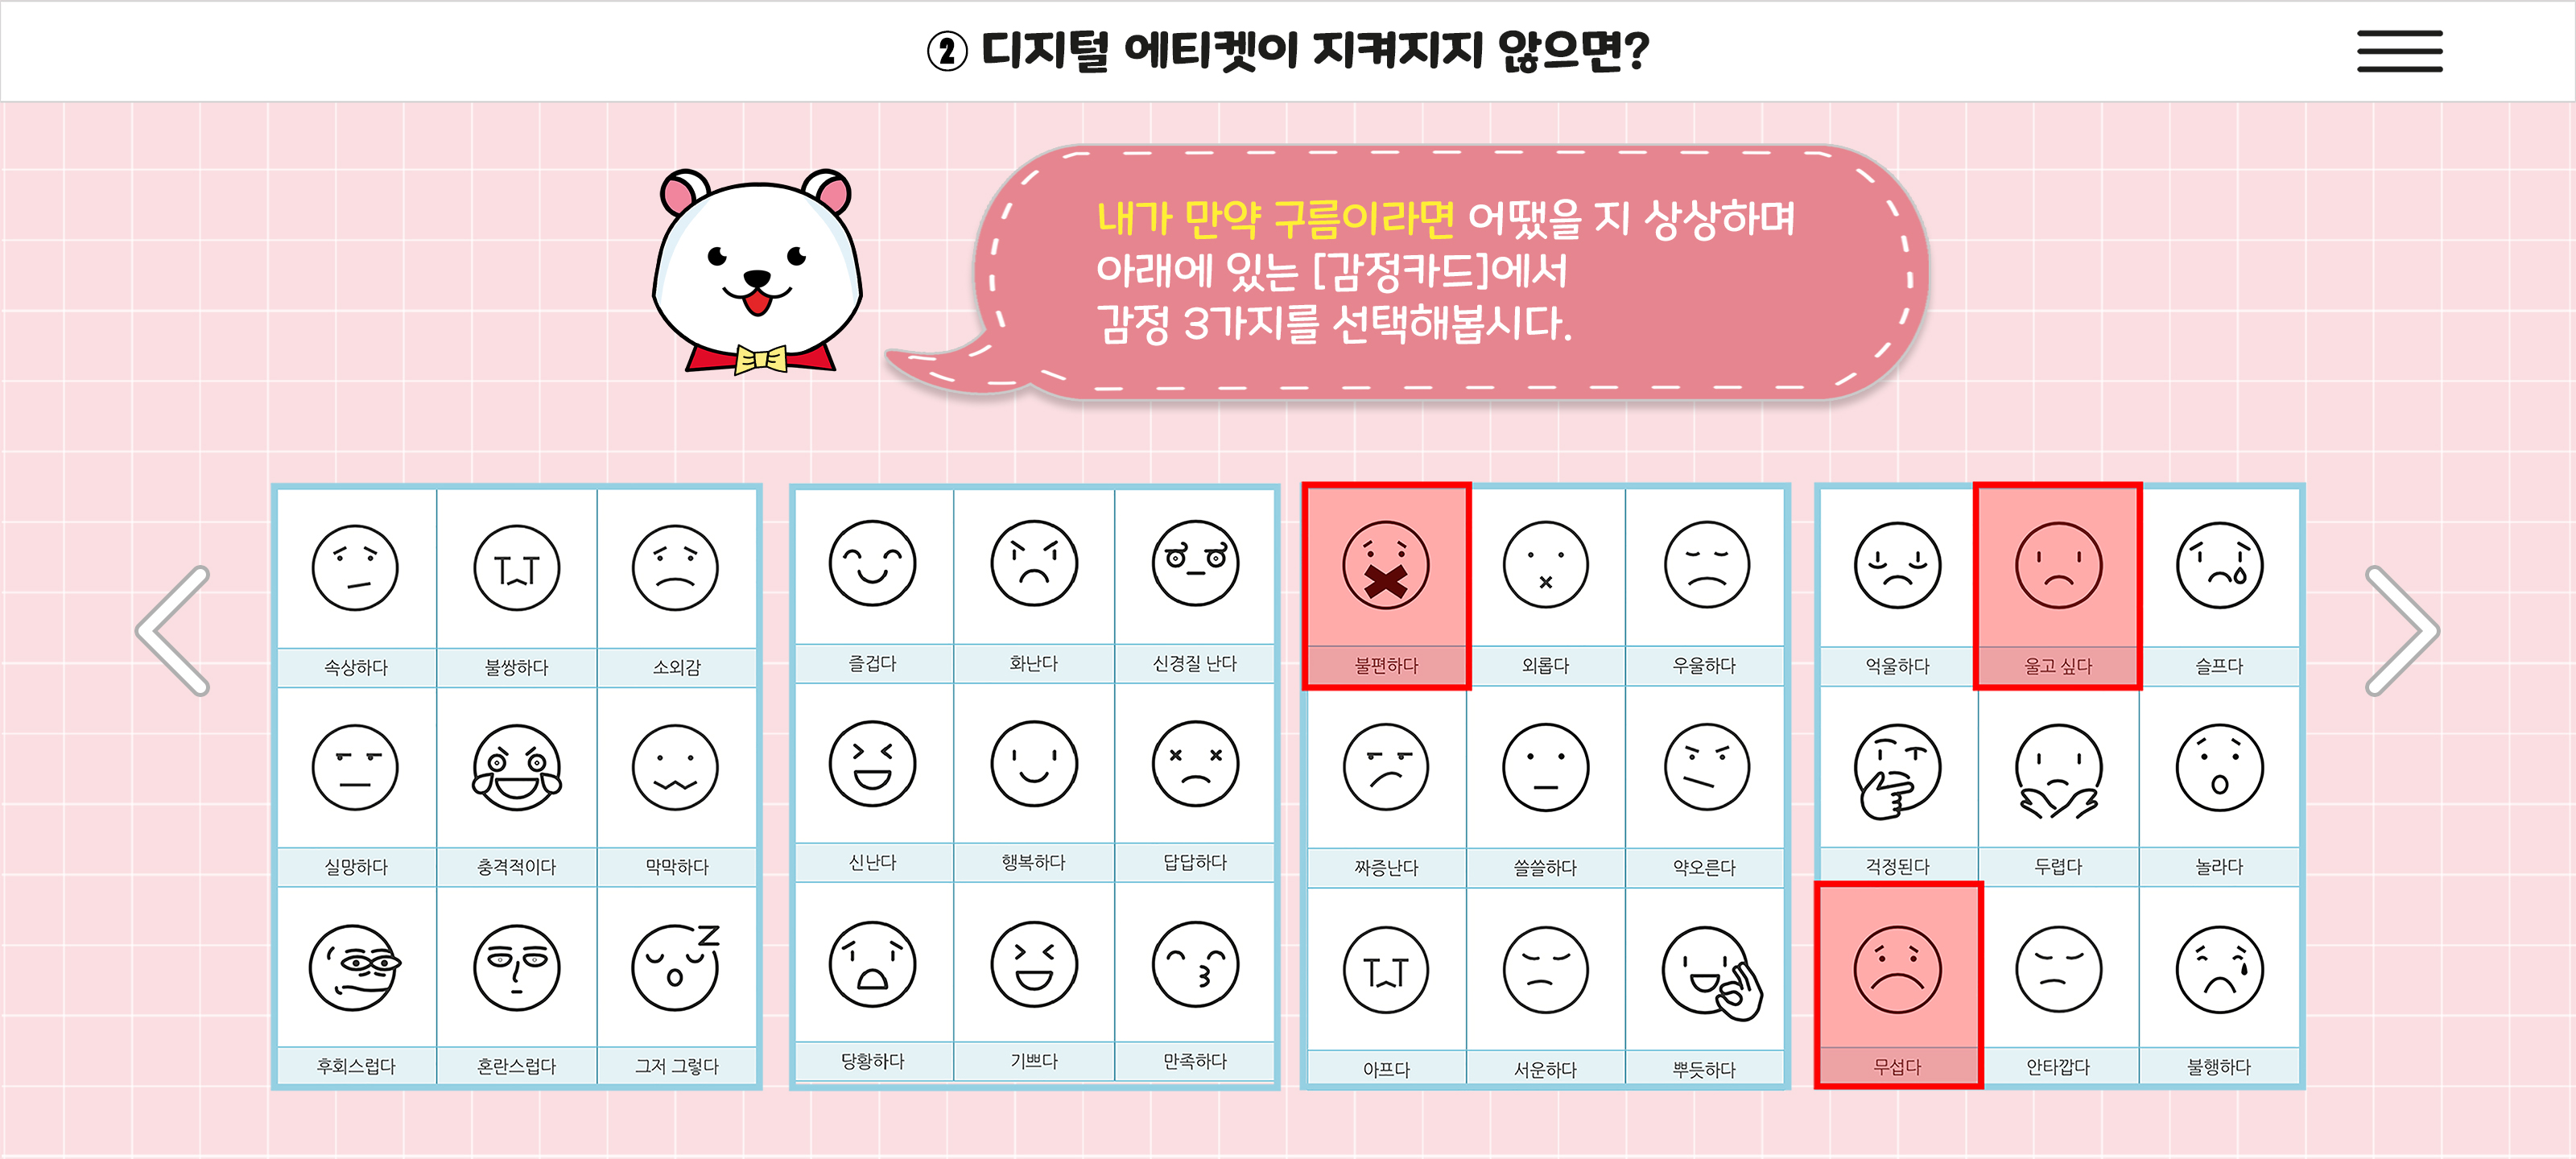 ② 디지털 에티켓이 지켜지지 않으면?
내가 만약 구름이라면 어땠을 지 상상하며
아래에 있는 [감정카드]에서
감정 3가지를 선택해봅시다.
속상하다 불쌍하다 소외감
실망하다 충격적이다 막막하다
후회스럽다 혼란스럽다 그저 그렇다
즐겁다 화난다 신경질 난다
신난다 행복하다 답답하다
당황하다 기쁘다 만족하다
불편하다 외롭다 우울하다
짜증난다 쓸쓸하다 약오른다
아프다 서운하다 뿌듯하다
억울하다 울고 싶다 슬프다
걱정된다 두렵다 놀라다
무섭다 안타깝다 불행하다